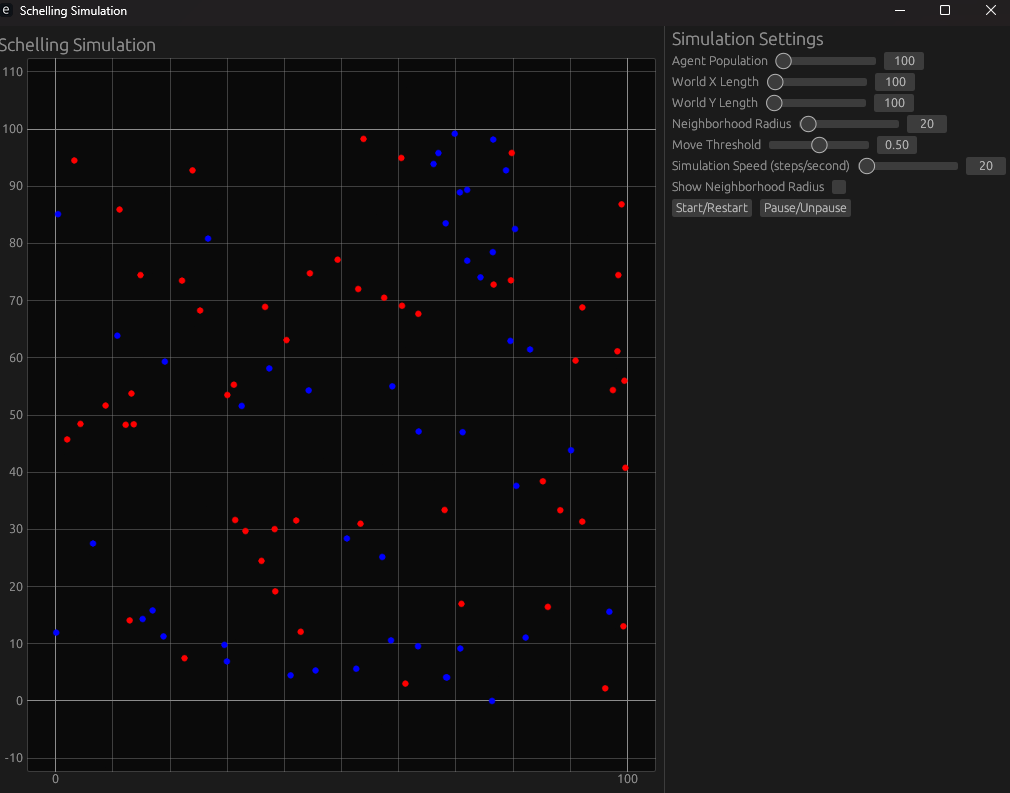 e Schelling Simulation
Schelling Simulation
110
100
90
80
70
60
50
40
30
20
10
0
-10
0 100
Simulation Settings
Agent Population 100
World X Length 100
World Y Length 100
Neighborhood Radius 20
Move Threshold 0.50
Simulation Speed (steps/second) 20
Show Neighborhood Radius
Start/Restart Pause/Unpause